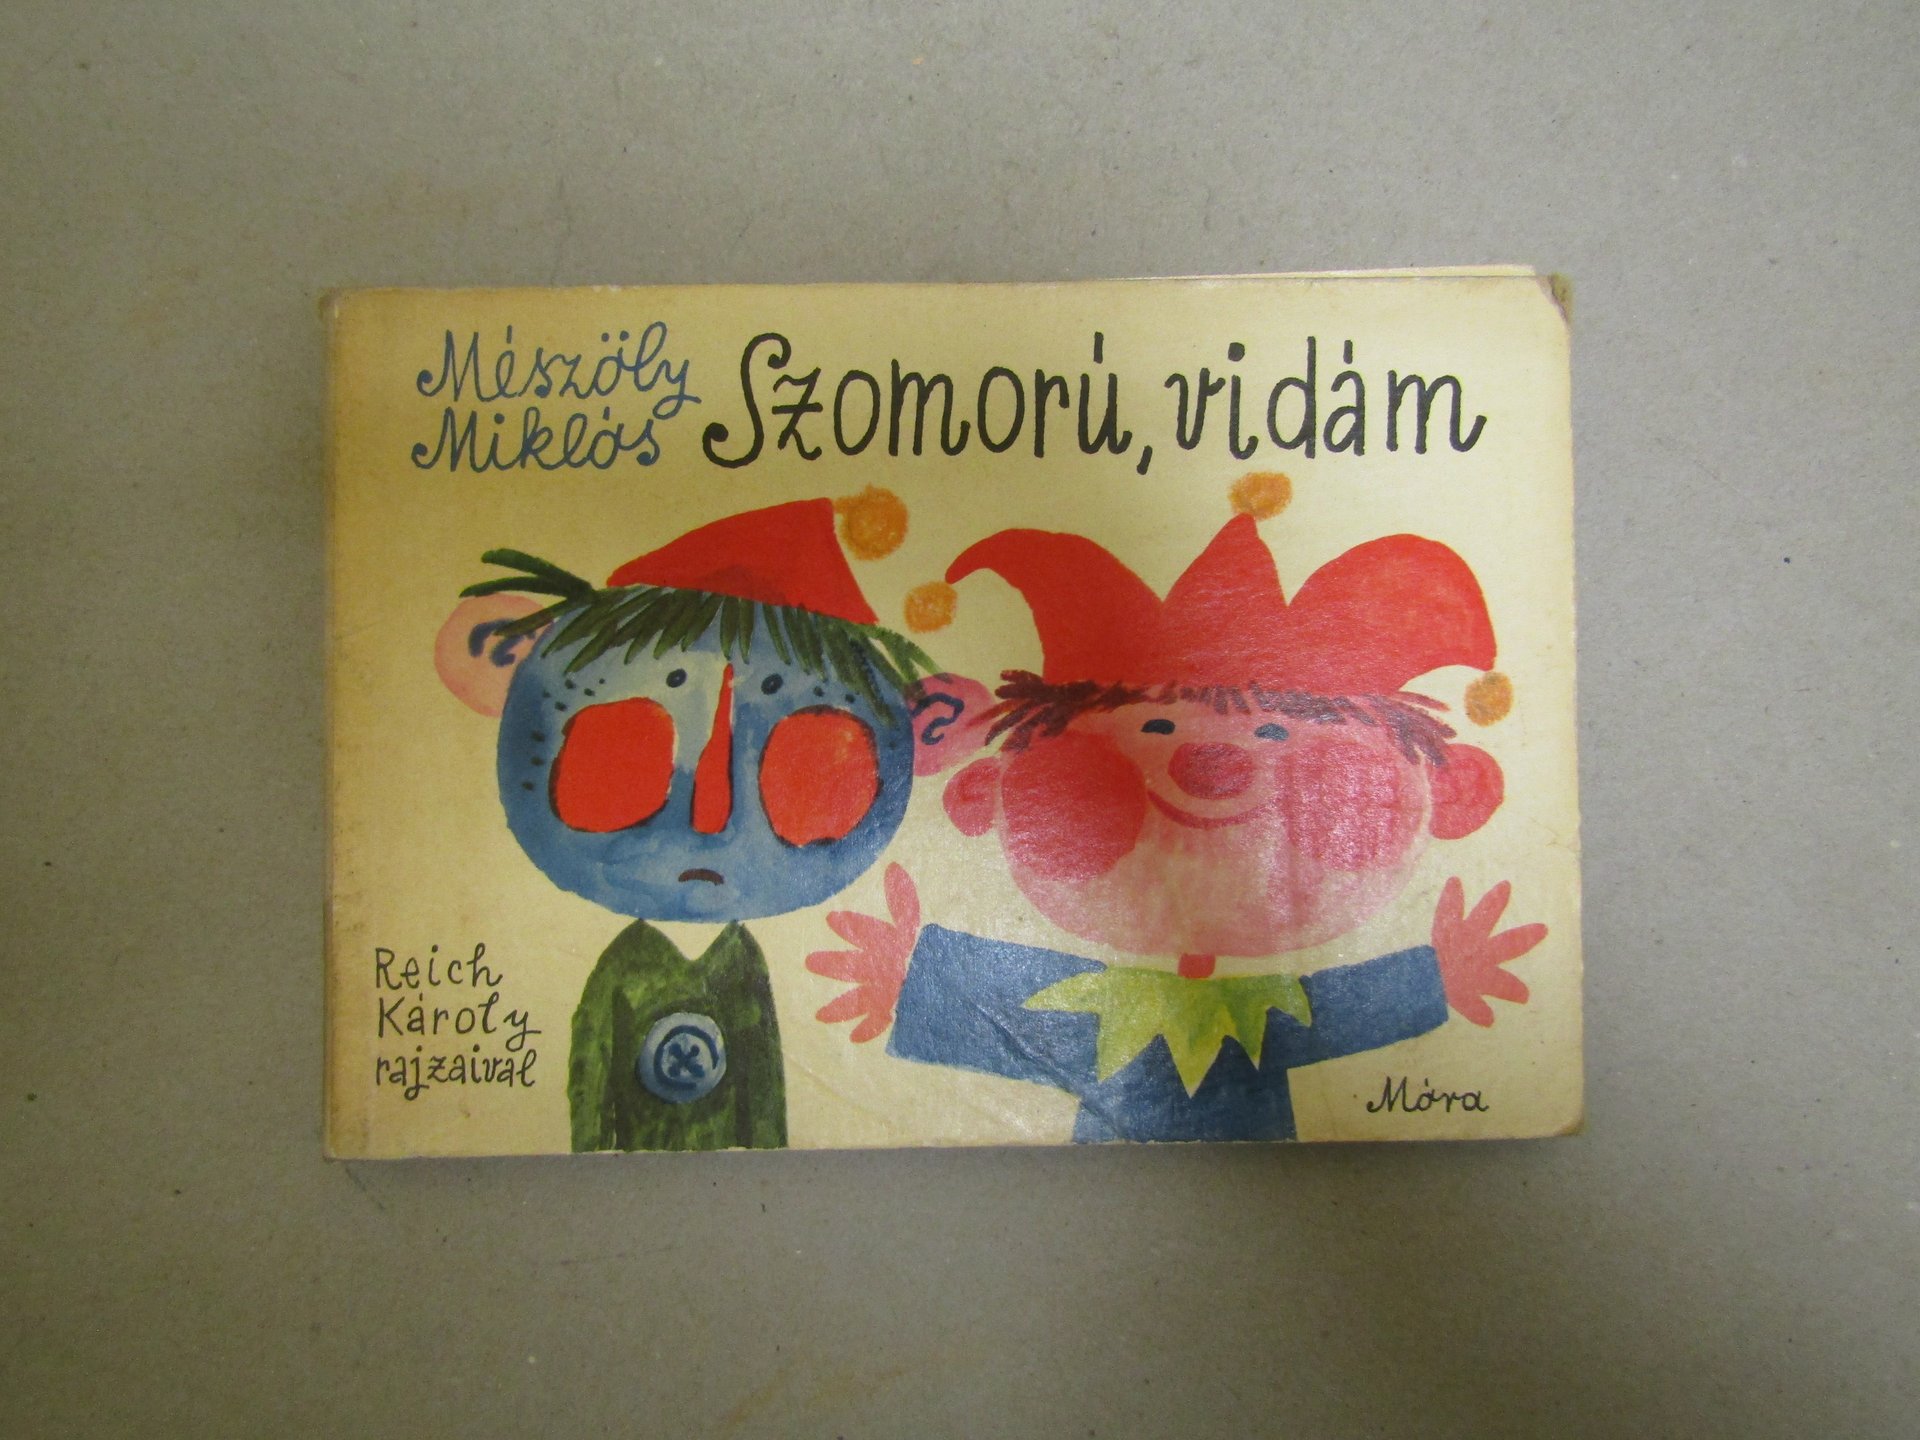 Mészöly
Miklós
Szomorú, vidám
Reich
Károly
rajzaival
Móra